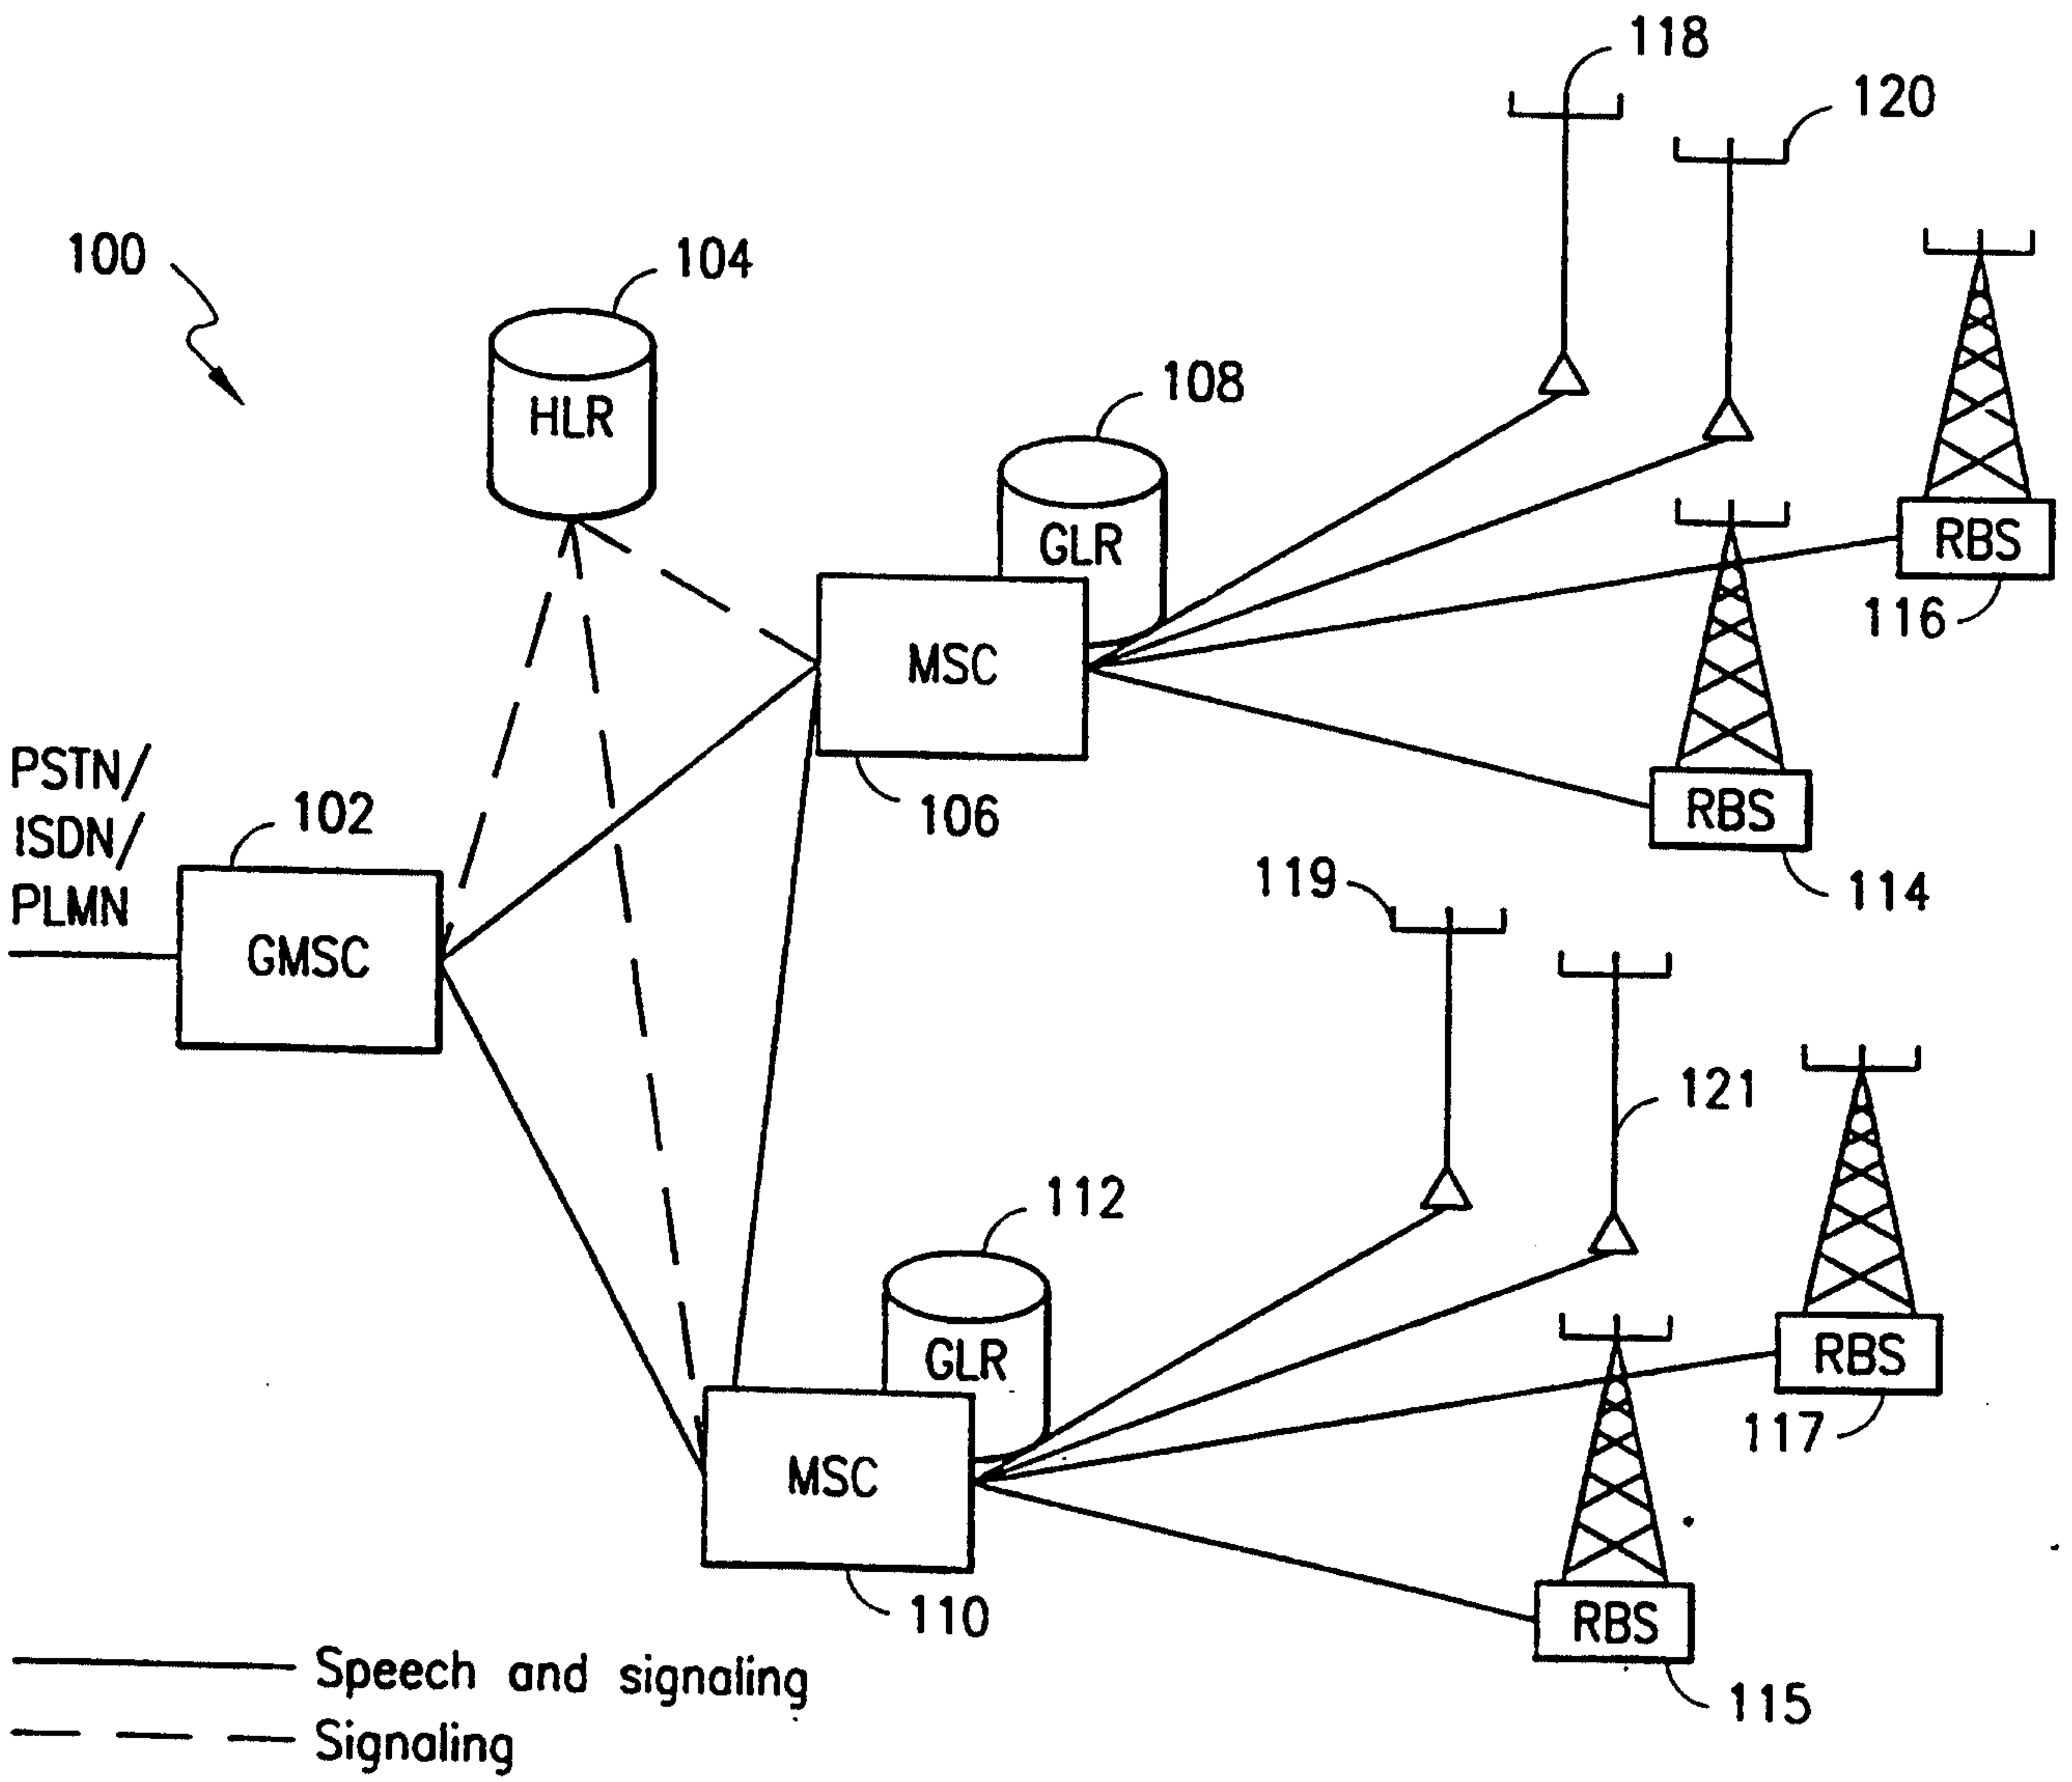 118
120
100
104
HLR
108
GLR
RBS
116
MSC
106
PSTN/
ISDN/
PLMN
102
GMSC
RBS
114
119
121
112
GLR
RBS
117
MSC
110
RBS
115
Speech and signaling
Signaling